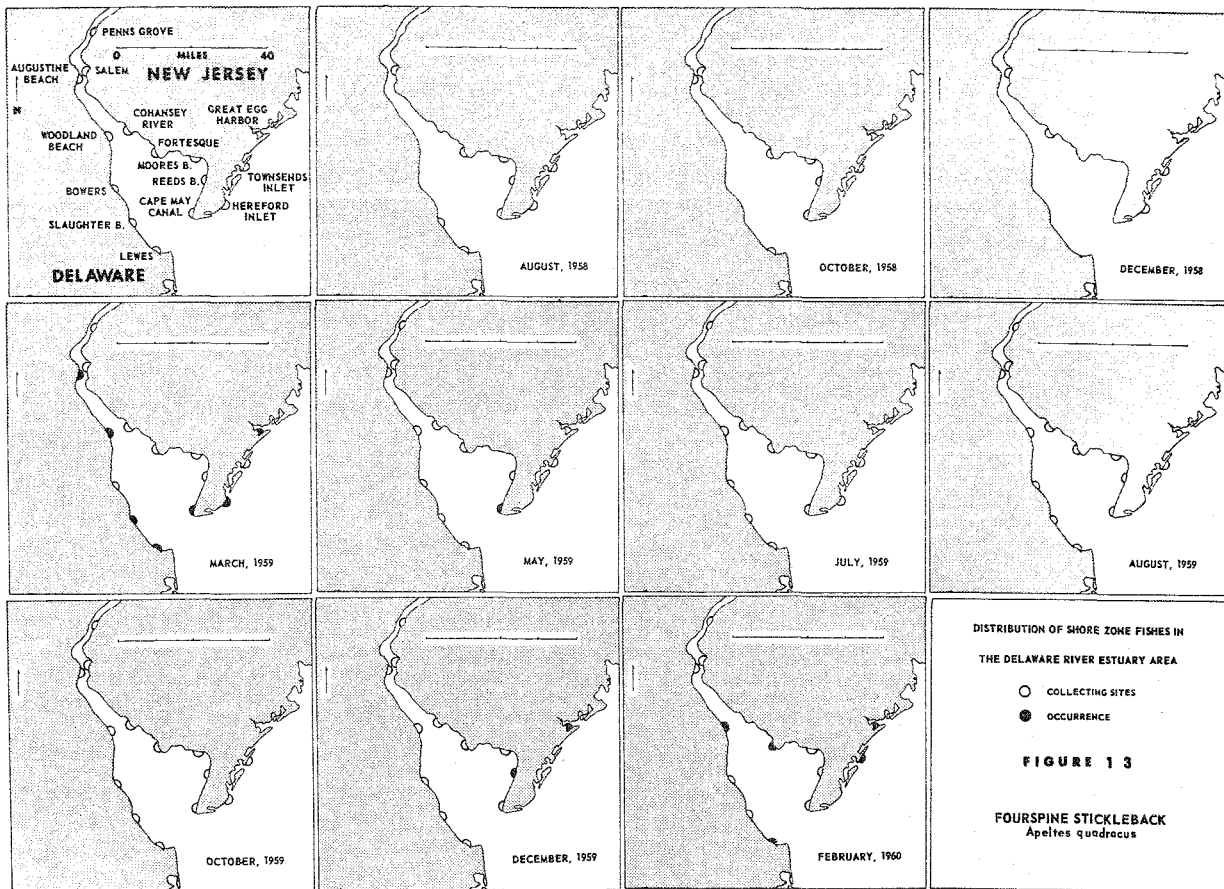 PENNS GROVE
0 MILES 40
AUGUSTINE
BEACH
SALEM
NEW JERSEY
N
COHANSEY
RIVER
GREAT EGG
HARBOR
WOODLAND
BEACH
FORTESQUE
MOORES B.
REEDS B.
TOWNSENDS
INLET
BOWERS
CAPE MAY
CANAL
HEREFORD
INLET
SLAUGHTER B.
LEWES
DELAWARE
AUGUST, 1958
OCTOBER, 1958
DECEMBER, 1958
MARCH, 1959
MAY, 1959
JULY, 1959
AUGUST, 1959
OCTOBER, 1959
DECEMBER, 1959
FEBRUARY, 1960
DISTRIBUTION OF SHORE ZONE FISHES IN
THE DELAWARE RIVER ESTUARY AREA
COLLECTING SITES
OCCURRENCE
FIGURE 13
FOURSPINE STICKLEBACK
Apeltes quadracus